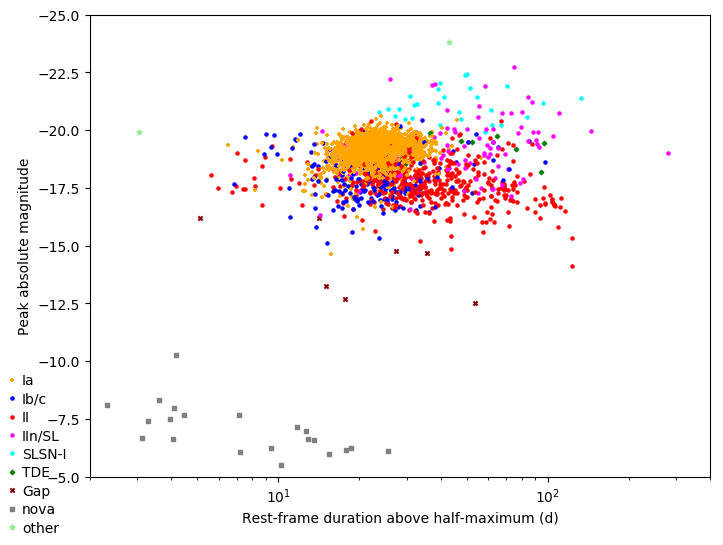 −25.0
−22.5
−20.0
−17.5
−15.0
−12.5
−10.0
−7.5
−5.0
Peak absolute magnitude
10¹
10²
Rest-frame duration above half-maximum (d)
Ia
Ib/c
II
IIn/SL
SLSN-I
TDE
Gap
nova
other